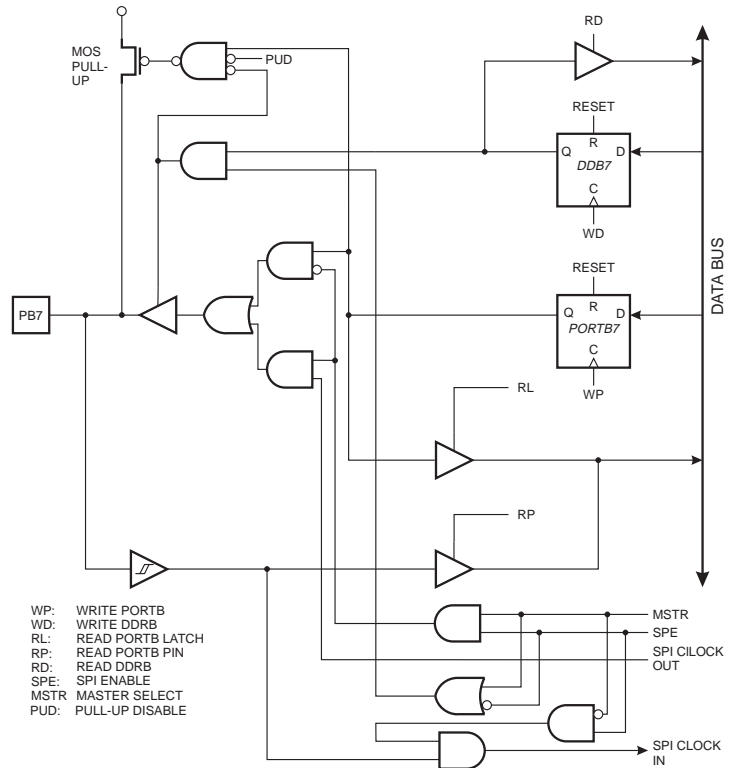 RD
MOS
PULL-
UP
PUD
RESET
R
Q
D
DDB7
C
WD
DATA BUS
RESET
R
Q
D
PORTB7
C
WP
PB7
RL
RP
WP: WRITE PORTB
WD: WRITE DDRB
RL: READ PORTB LATCH
RP: READ PORTB PIN
RD: READ DDRB
SPE: SPI ENABLE
MSTR MASTER SELECT
PUD: PULL-UP DISABLE
MSTR
SPE
SPI CILOCK
OUT
SPI CLOCK
IN